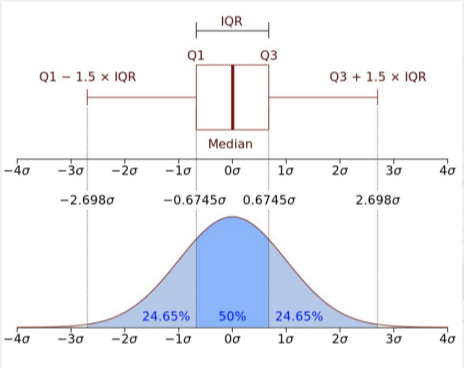 IQR
Q1 Q3
Q1 − 1.5 × IQR Q3 + 1.5 × IQR
Median
−4σ −3σ −2σ −1σ 0σ 1σ 2σ 3σ 4σ
−2.698σ −0.6745σ 0.6745σ 2.698σ
24.65% 50% 24.65%
−4σ −3σ −2σ −1σ 0σ 1σ 2σ 3σ 4σ